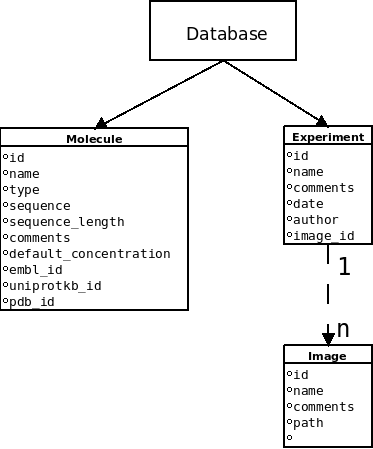 Database
Molecule
id
name
type
sequence
sequence_length
comments
default_concentration
embl_id
uniprotkb_id
pdb_id
Experiment
id
name
comments
date
author
image_id
1
n
Image
id
name
comments
path